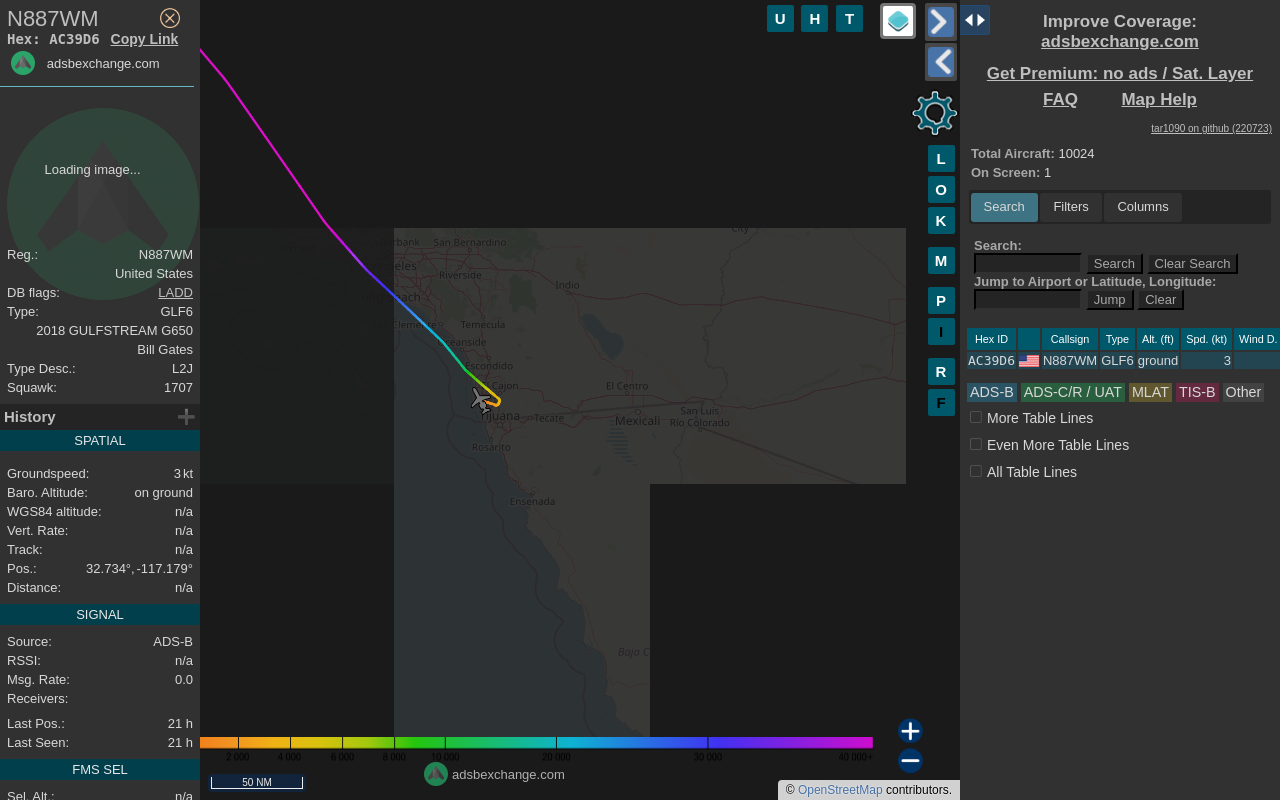 N887WM
Hex: AC39D6 Copy Link
adsbexchange.com
Loading image...
Reg.: N887WM
United States
DB flags: LADD
Type: GLF6
2018 GULFSTREAM G650
Bill Gates
Type Desc.: L2J
Squawk: 1707
History
SPATIAL
Groundspeed: 3 kt
Baro. Altitude: on ground
WGS84 altitude: n/a
Vert. Rate: n/a
Track: n/a
Pos.: 32.734°, -117.179°
Distance: n/a
SIGNAL
Source: ADS-B
RSSI: n/a
Msg. Rate: 0.0
Receivers:
Last Pos.: 21 h
Last Seen: 21 h
FMS SEL
Sel. Alt.: n/a
U H T
L
O
K
M
P
I
R
F
City
San Bernardino
Riverside
Indio
Temecula
Escondido
Cajon
El Centro
Tijuana
Tecate
Mexicali
San Luis
Río Colorado
Rosarito
Ensenada
Baja C
2 000 4 000 6 000 8 000 10 000 20 000 30 000 40 000+
50 NM
adsbexchange.com
© OpenStreetMap contributors.
Improve Coverage:
adsbexchange.com
Get Premium: no ads / Sat. Layer
FAQ Map Help
tar1090 on github (220723)
Total Aircraft: 10024
On Screen: 1
Search Filters Columns
Search:
Search Clear Search
Jump to Airport or Latitude, Longitude:
Jump Clear
Hex ID Callsign Type Alt. (ft) Spd. (kt) Wind D.
AC39D6 N887WM GLF6 ground 3
ADS-B ADS-C/R / UAT MLAT TIS-B Other
More Table Lines
Even More Table Lines
All Table Lines